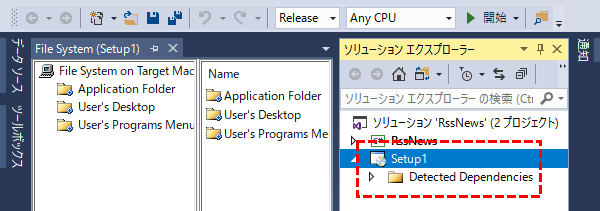 Release
Any CPU
開始
データ ソース
ツールボックス
File System (Setup1)
File System on Target Mac
Application Folder
User's Desktop
User's Programs Menu
Name
Application Folder
User's Desktop
User's Programs Me
ソリューション エクスプローラー
ソリューション エクスプローラー の検索 (Ct
ソリューション 'RssNews' (2 プロジェクト)
C#
RssNews
Setup1
Detected Dependencies
通知